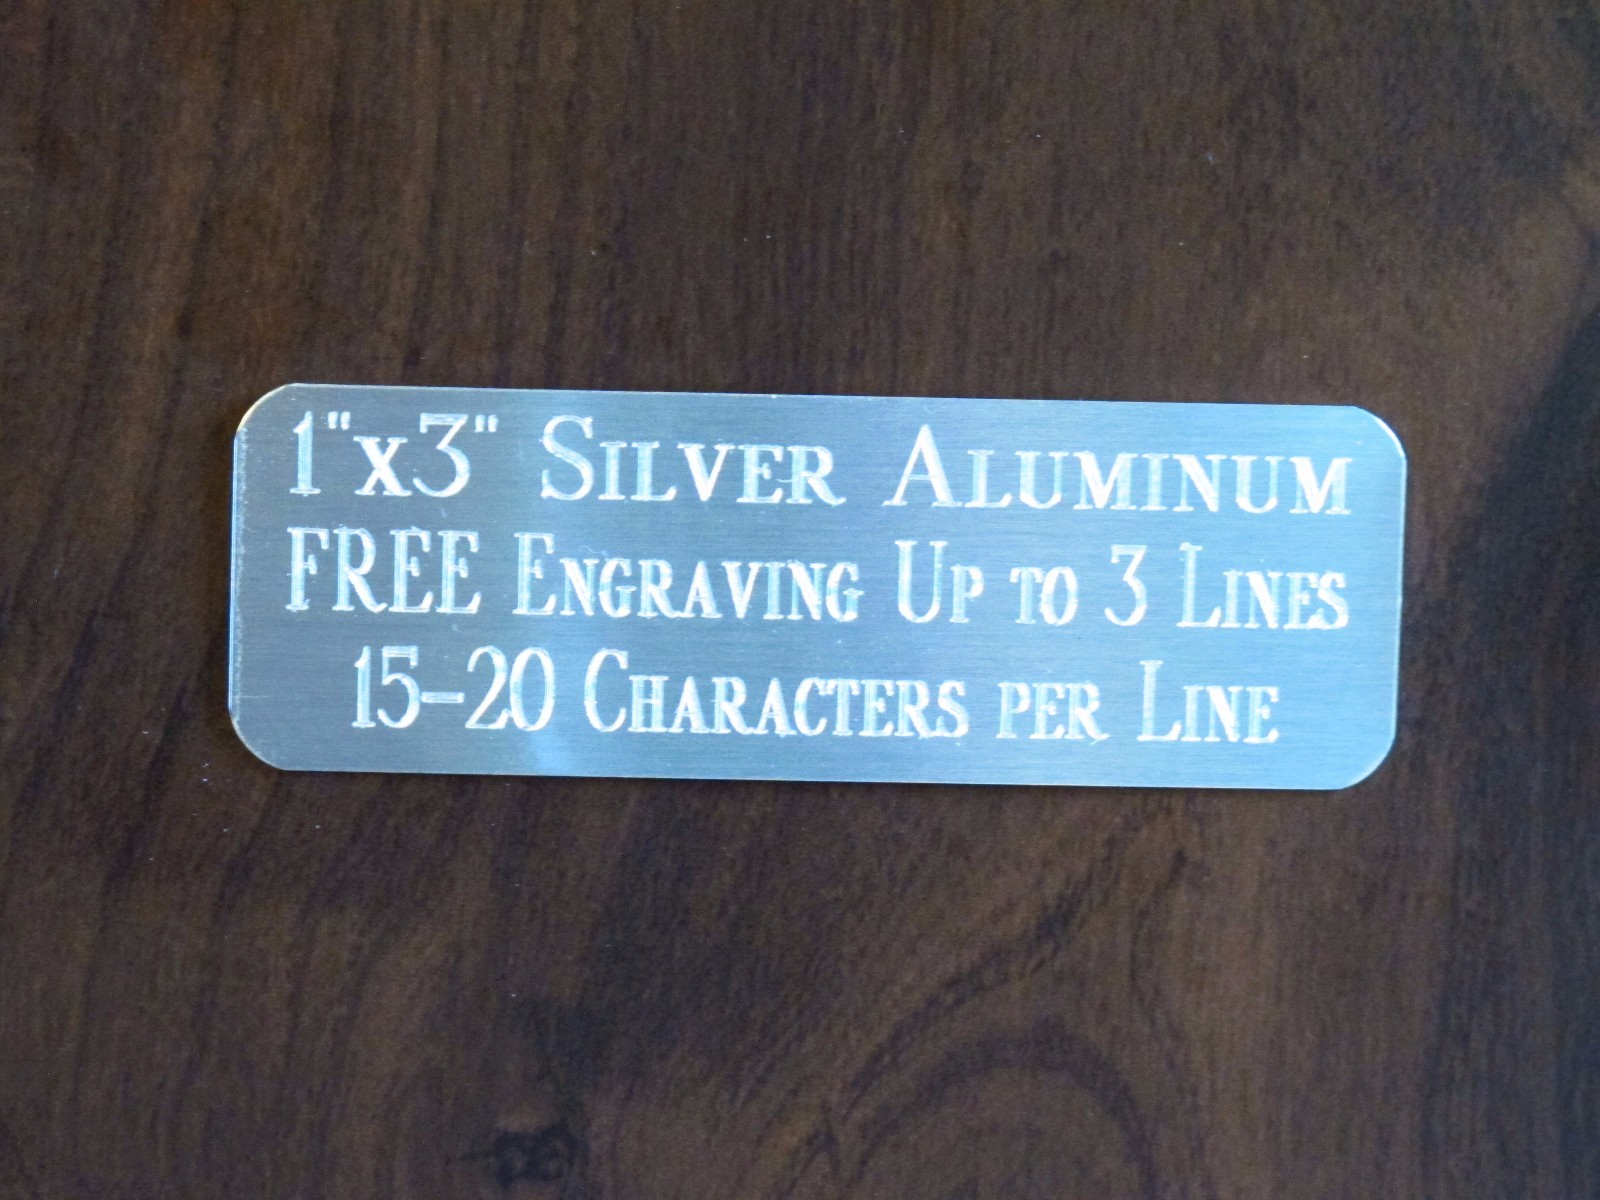 1"x3" Silver Aluminum
FREE Engraving Up to 3 Lines
15-20 Characters per Line